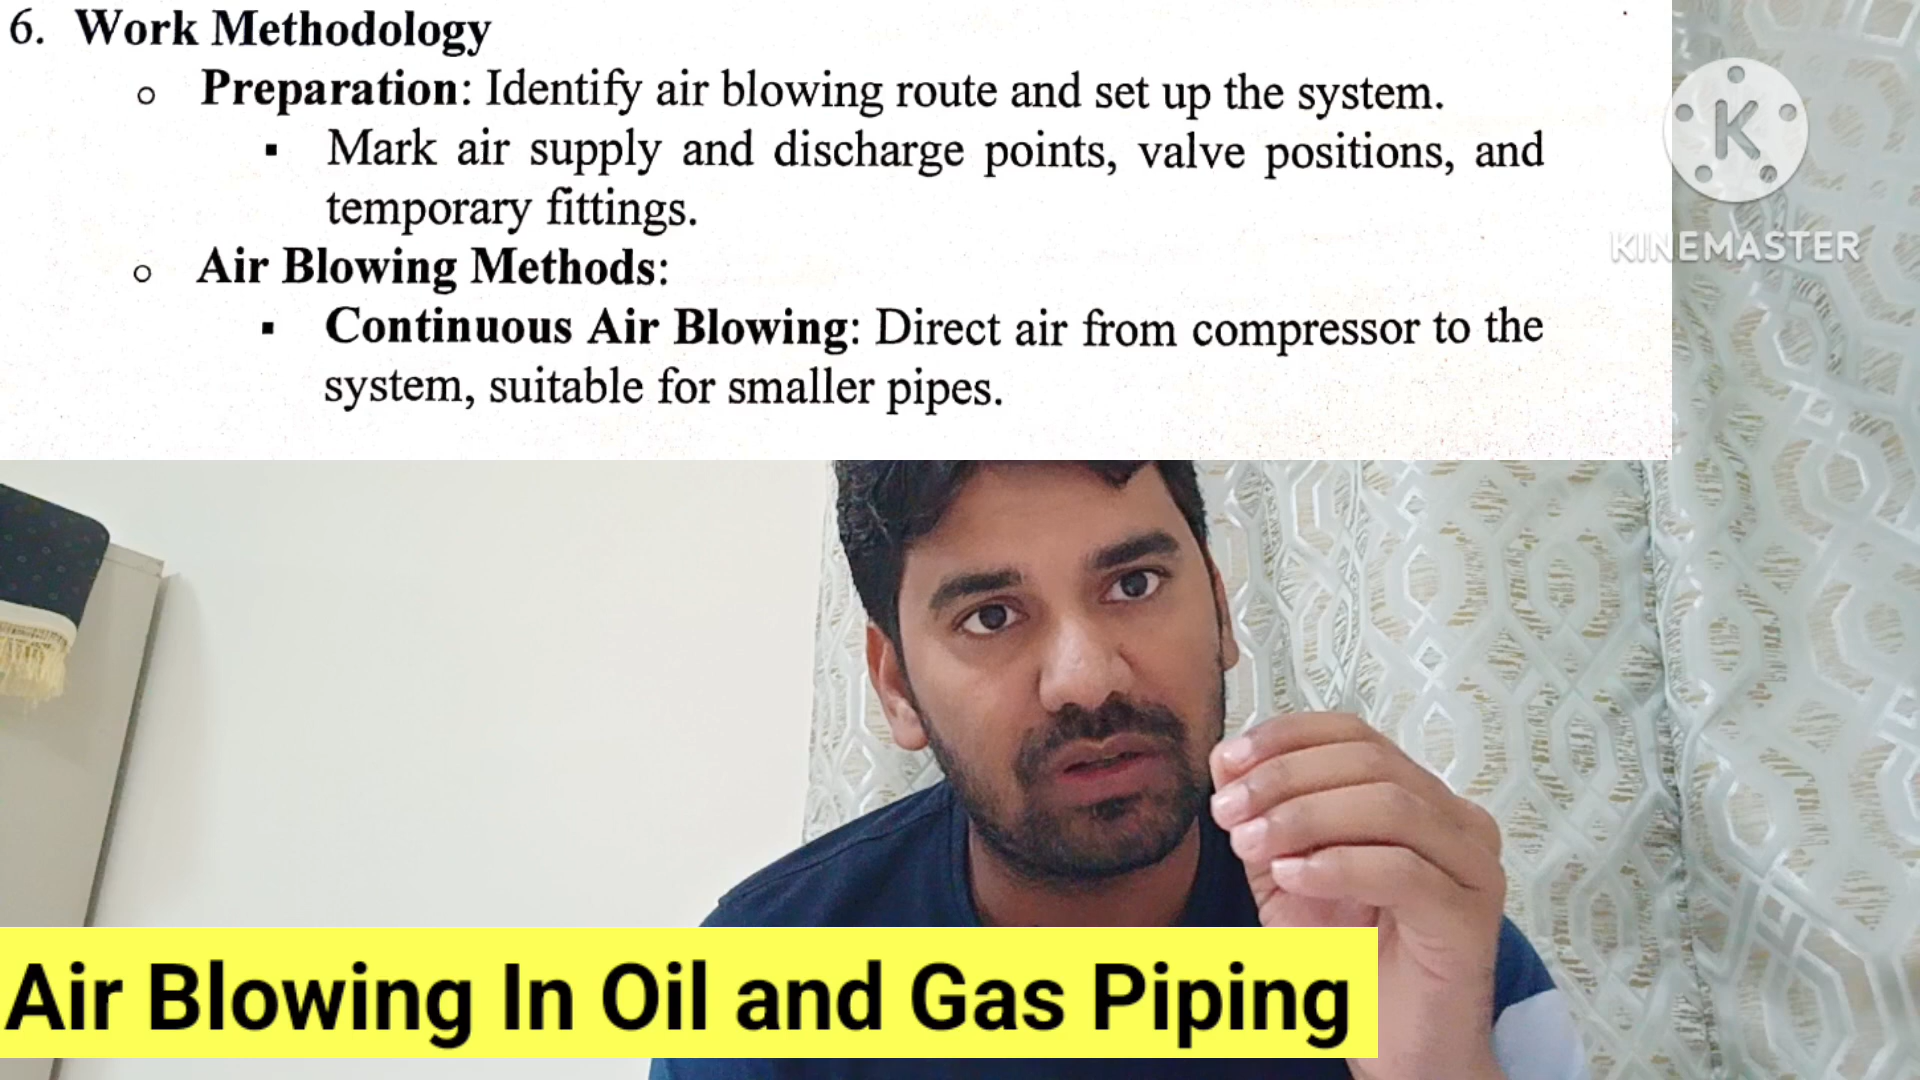 6. Work Methodology
o Preparation: Identify air blowing route and set up the system.
▪ Mark air supply and discharge points, valve positions, and
temporary fittings.
o Air Blowing Methods:
▪ Continuous Air Blowing: Direct air from compressor to the
system, suitable for smaller pipes.
K
KINEMASTER
Air Blowing In Oil and Gas Piping